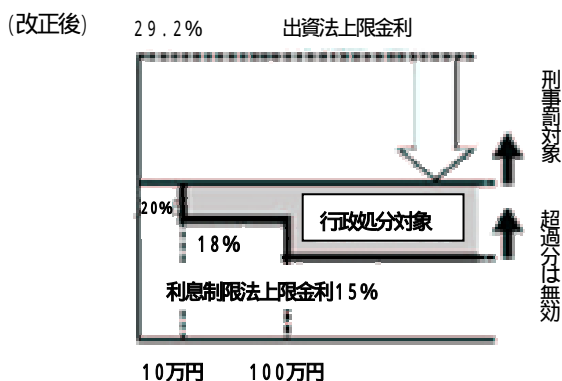 (改正後)
29.2%
出資法上限金利
刑事罰対象
20%
行政処分対象
18%
超過分は無効
利息制限法上限金利15%
10万円
100万円